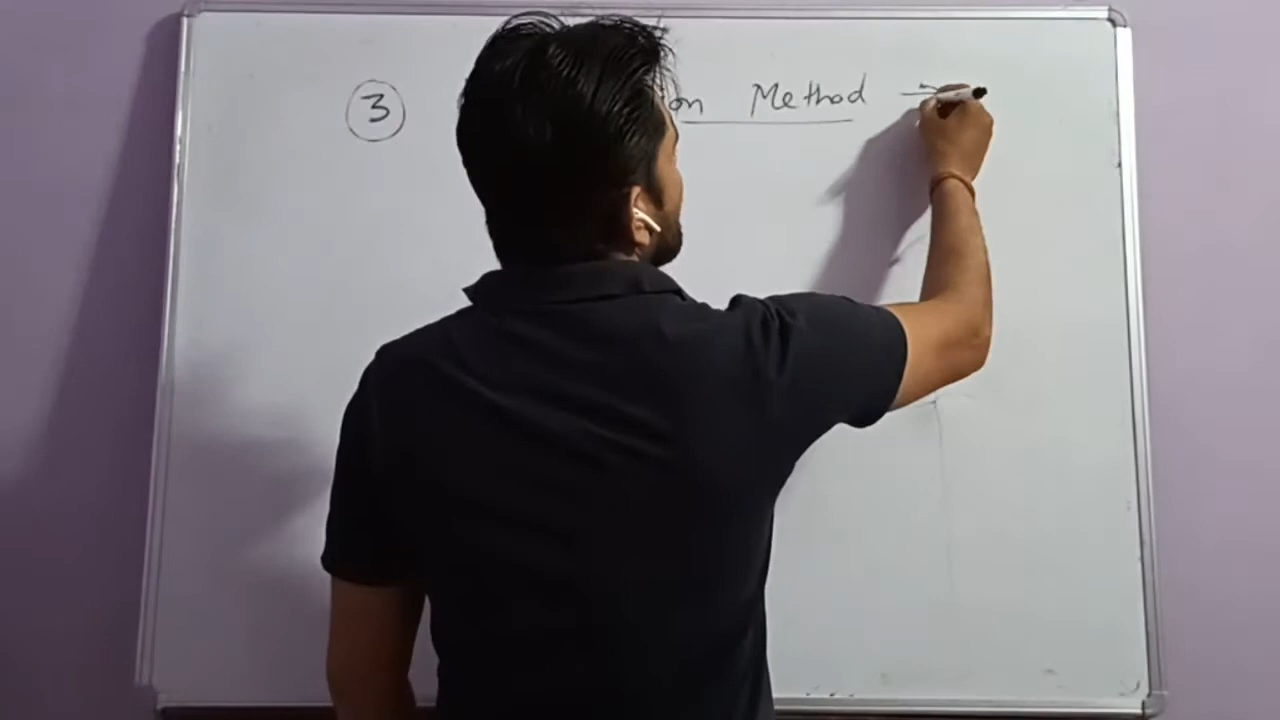 ③ on Method →